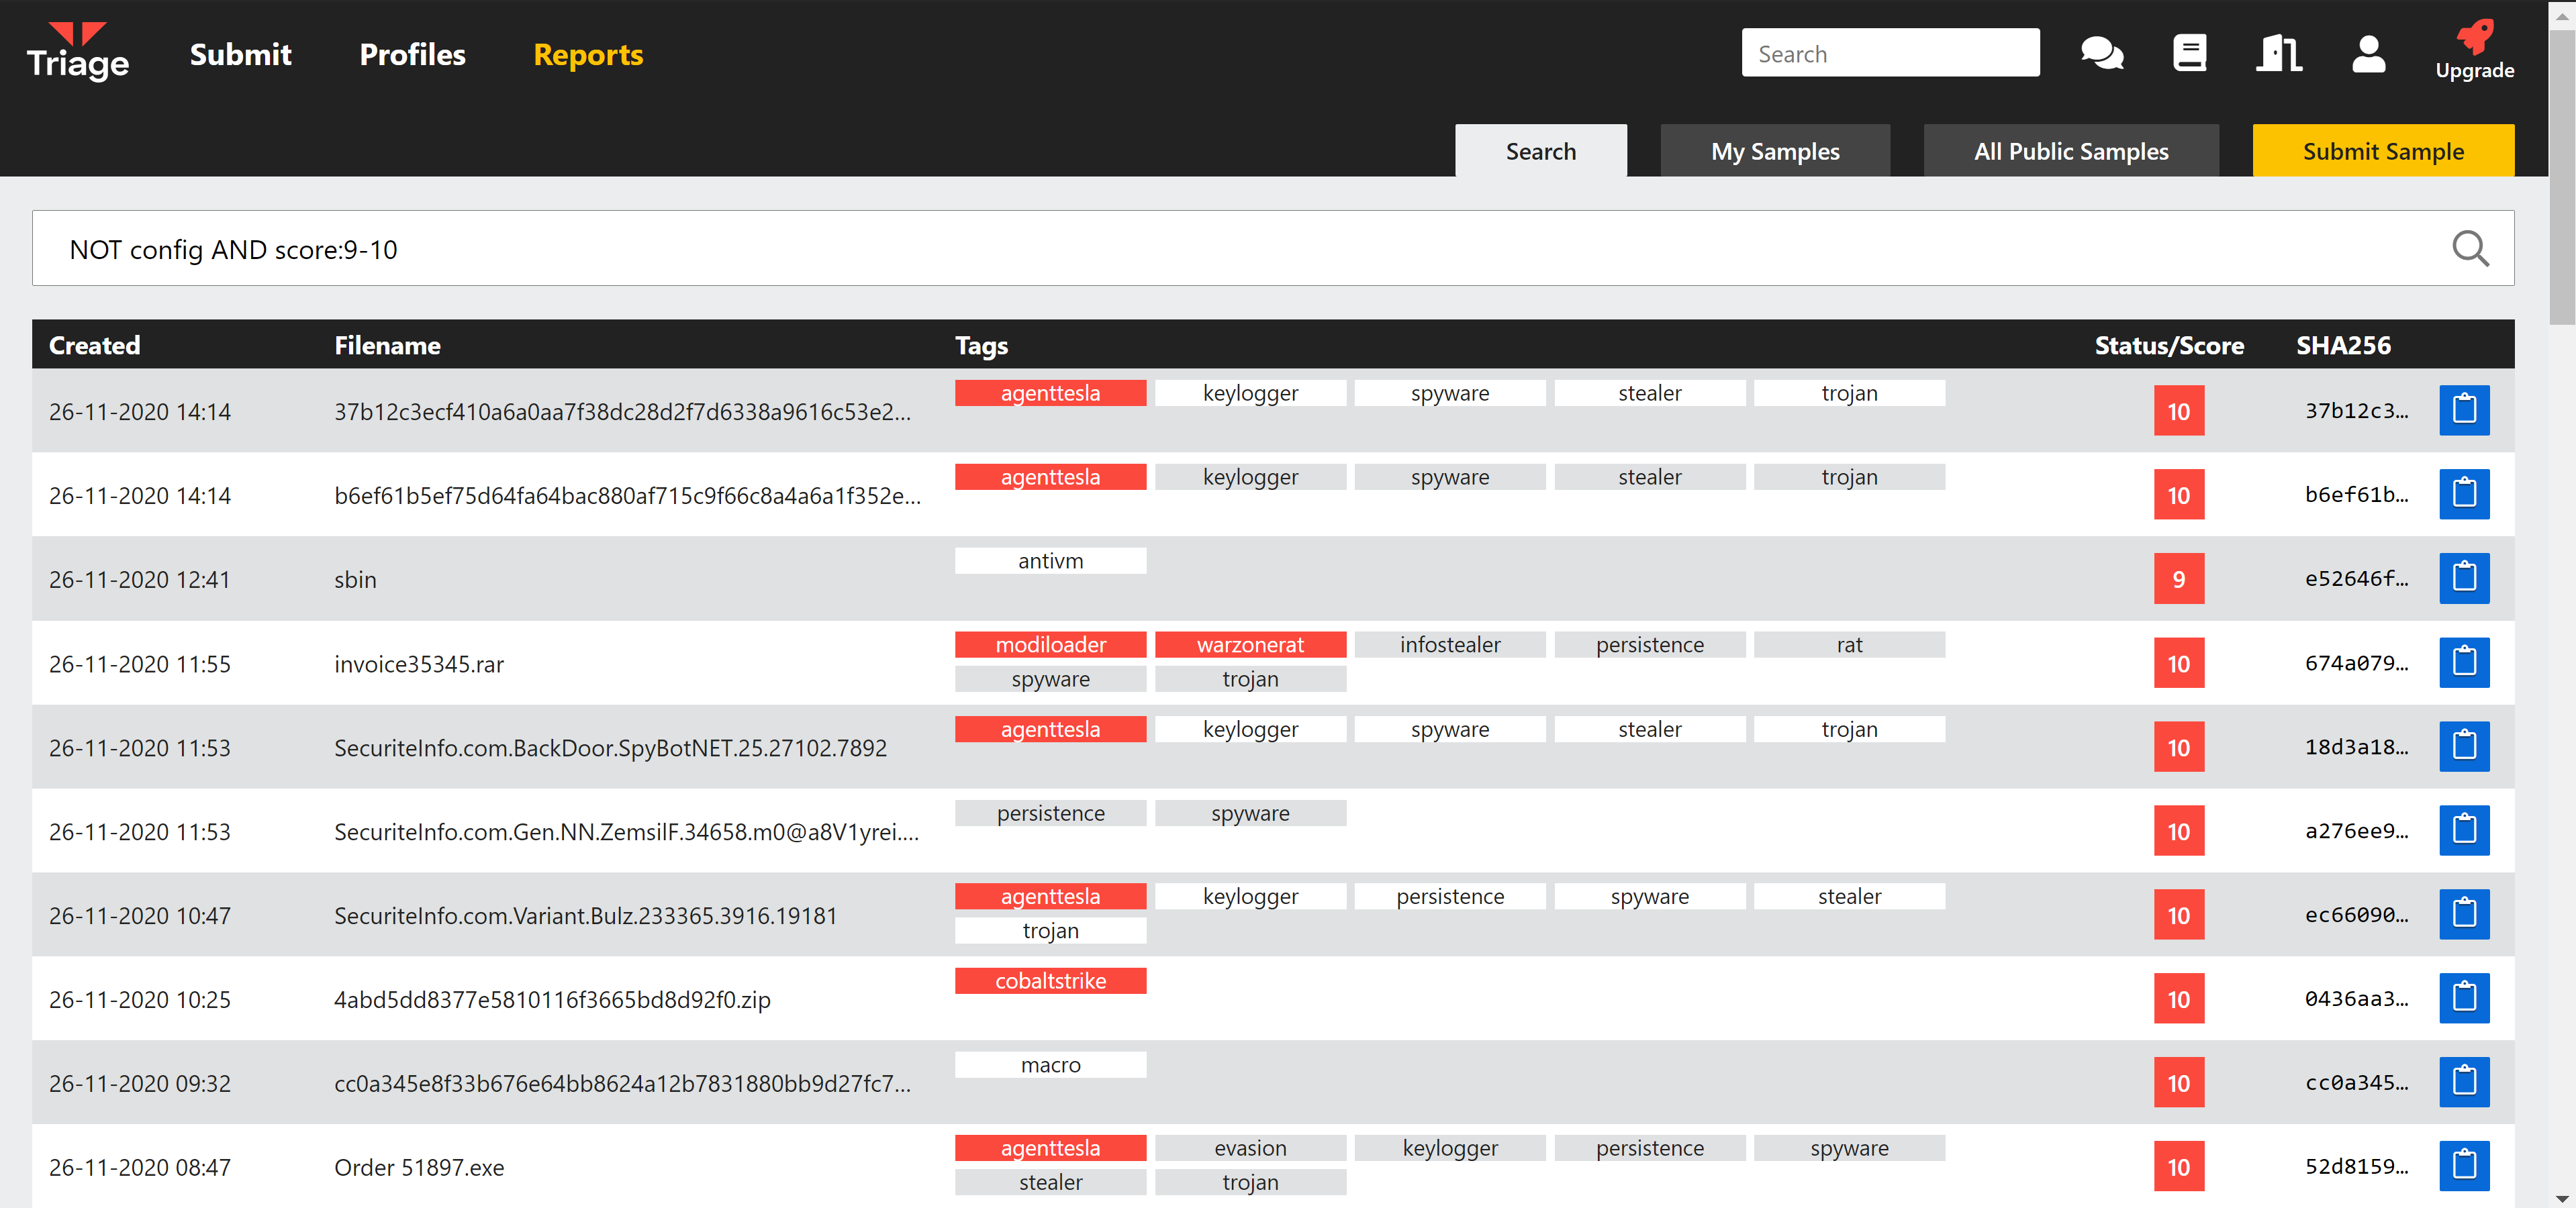 Triage Submit Profiles Reports Search Upgrade
Search My Samples All Public Samples Submit Sample
NOT config AND score:9-10
Created Filename Tags Status/Score SHA256
26-11-2020 14:14 37b12c3ecf410a6a0aa7f38dc28d2f7d6338a9616c53e2... agenttesla keylogger spyware stealer trojan 10 37b12c3...
26-11-2020 14:14 b6ef61b5ef75d64fa64bac880af715c9f66c8a4a6a1f352e... agenttesla keylogger spyware stealer trojan 10 b6ef61b...
26-11-2020 12:41 sbin antivm 9 e52646f...
26-11-2020 11:55 invoice35345.rar modiloader warzonerat infostealer persistence rat 10 674a079...
spyware trojan
26-11-2020 11:53 SecuriteInfo.com.BackDoor.SpyBotNET.25.27102.7892 agenttesla keylogger spyware stealer trojan 10 18d3a18...
26-11-2020 11:53 SecuriteInfo.com.Gen.NN.ZemsilF.34658.m0@a8V1yrei.... persistence spyware 10 a276ee9...
26-11-2020 10:47 SecuriteInfo.com.Variant.Bulz.233365.3916.19181 agenttesla keylogger persistence spyware stealer 10 ec66090...
trojan
26-11-2020 10:25 4abd5dd8377e5810116f3665bd8d92f0.zip cobaltstrike 10 0436aa3...
26-11-2020 09:32 cc0a345e8f33b676e64bb8624a12b7831880bb9d27fc7... macro 10 cc0a345...
26-11-2020 08:47 Order 51897.exe agenttesla evasion keylogger persistence spyware 10 52d8159...
stealer trojan